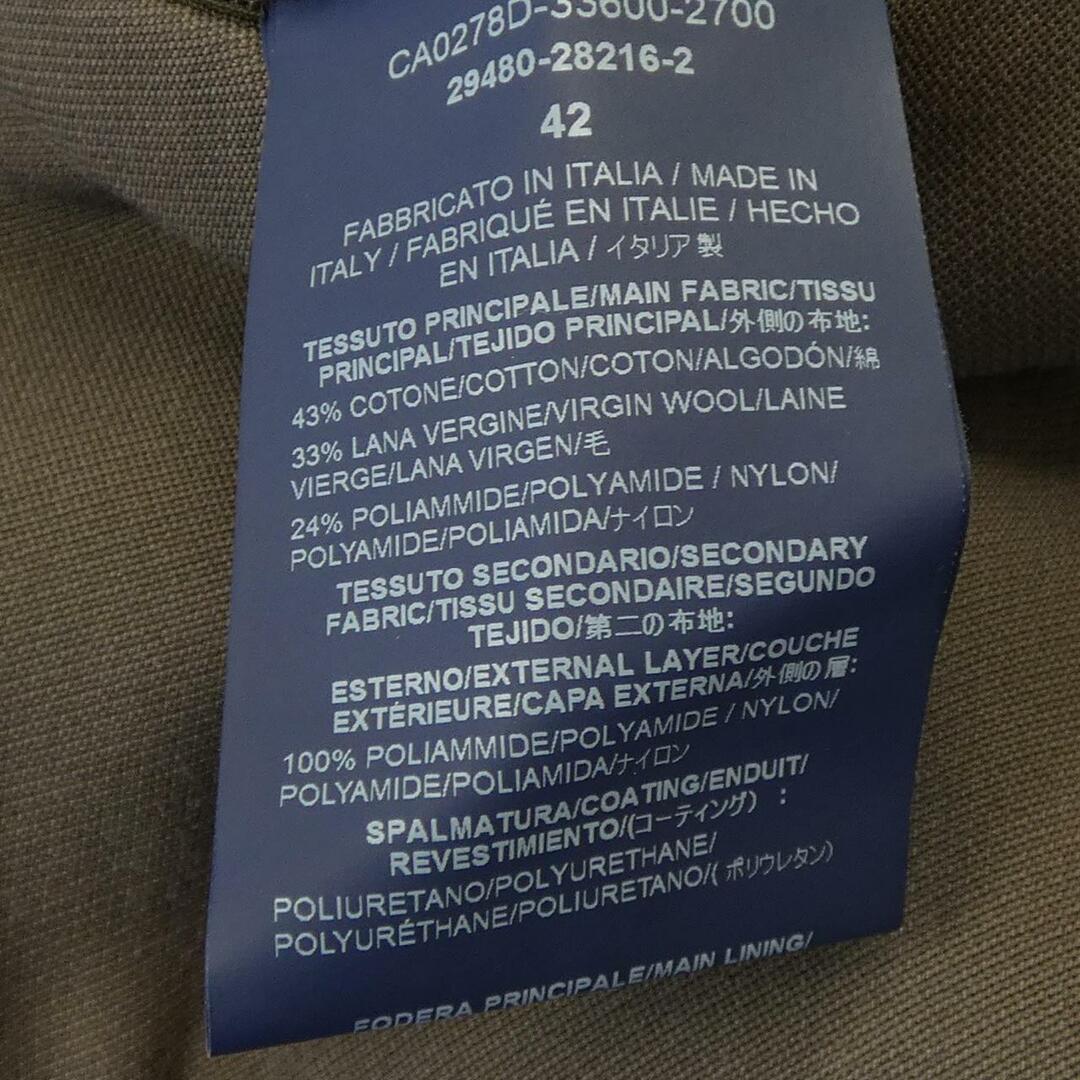 CA0278D-33600-2700
29480-28216-2
42
FABBRICATO IN ITALIA / MADE IN
ITALY / FABRIQUÉ EN ITALIE / HECHO
EN ITALIA / イタリア製
TESSUTO PRINCIPALE/MAIN FABRIC/TISSU
PRINCIPAL/TEJIDO PRINCIPAL/外側の布地:
43% COTONE/COTTON/COTON/ALGODÓN/綿
33% LANA VERGINE/VIRGIN WOOL/LAINE
VIERGE/LANA VIRGEN/毛
24% POLIAMMIDE/POLYAMIDE / NYLON/
POLYAMIDE/POLIAMIDA/ナイロン
TESSUTO SECONDARIO/SECONDARY
FABRIC/TISSU SECONDAIRE/SEGUNDO
TEJIDO/第二の布地:
ESTERNO/EXTERNAL LAYER/COUCHE
EXTÉRIEURE/CAPA EXTERNA/外側の層:
100% POLIAMMIDE/POLYAMIDE / NYLON/
POLYAMIDE/POLIAMIDA/ナイロン
SPALMATURA/COATING/ENDUIT/
REVESTIMIENTO/(コーティング) :
POLIURETANO/POLYURETHANE/
POLYURÉTHANE/POLIURETANO/( ポリウレタン)
FODERA PRINCIPALE/MAIN LINING/